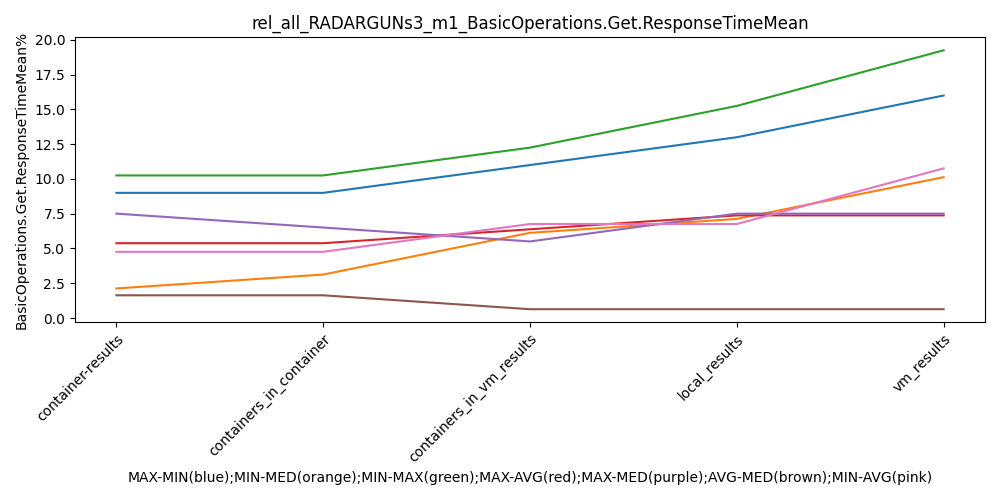 rel_all_RADARGUNs3_m1_BasicOperations.Get.ResponseTimeMean
BasicOperations.Get.ResponseTimeMean%
20.0
17.5
15.0
12.5
10.0
7.5
5.0
2.5
0.0
container-results
containers_in_container
containers_in_vm_results
local_results
vm_results
MAX-MIN(blue);MIN-MED(orange);MIN-MAX(green);MAX-AVG(red);MAX-MED(purple);AVG-MED(brown);MIN-AVG(pink)